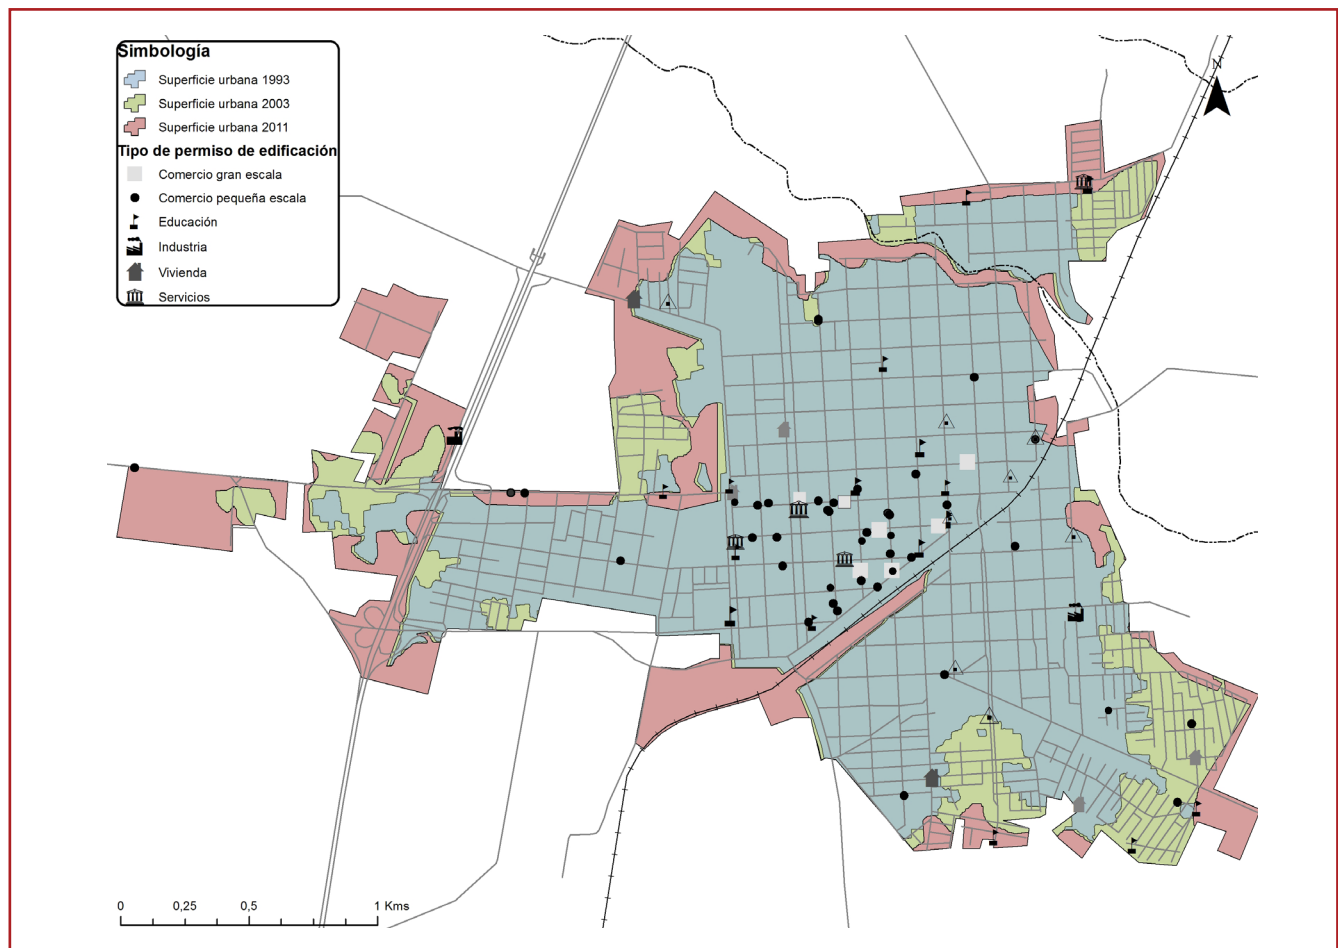 Simbología
Superficie urbana 1993
Superficie urbana 2003
Superficie urbana 2011
Tipo de permiso de edificación
Comercio gran escala
Comercio pequeña escala
Educación
Industria
Vivienda
Servicios
N
0 0,25 0,5 1 Kms